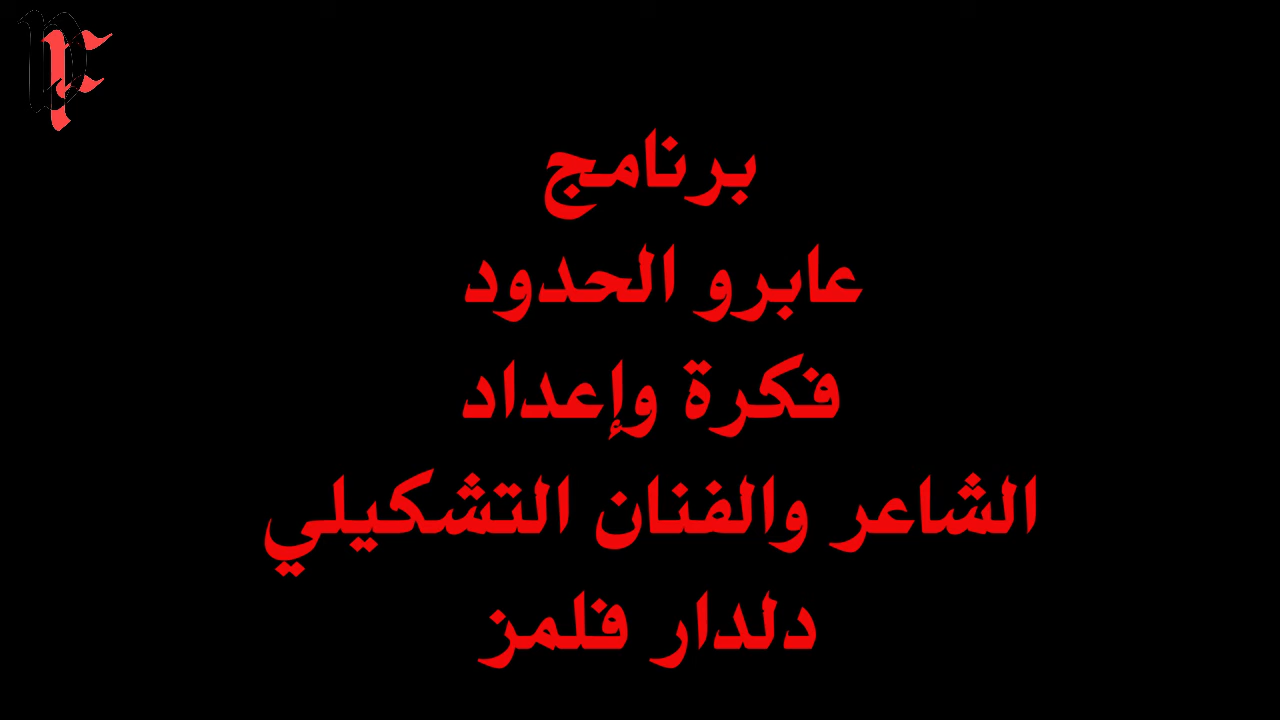 برنامج
عابرو الحدود
فكرة وإعداد
الشاعر والفنان التشكيلي
دلدار فلمز